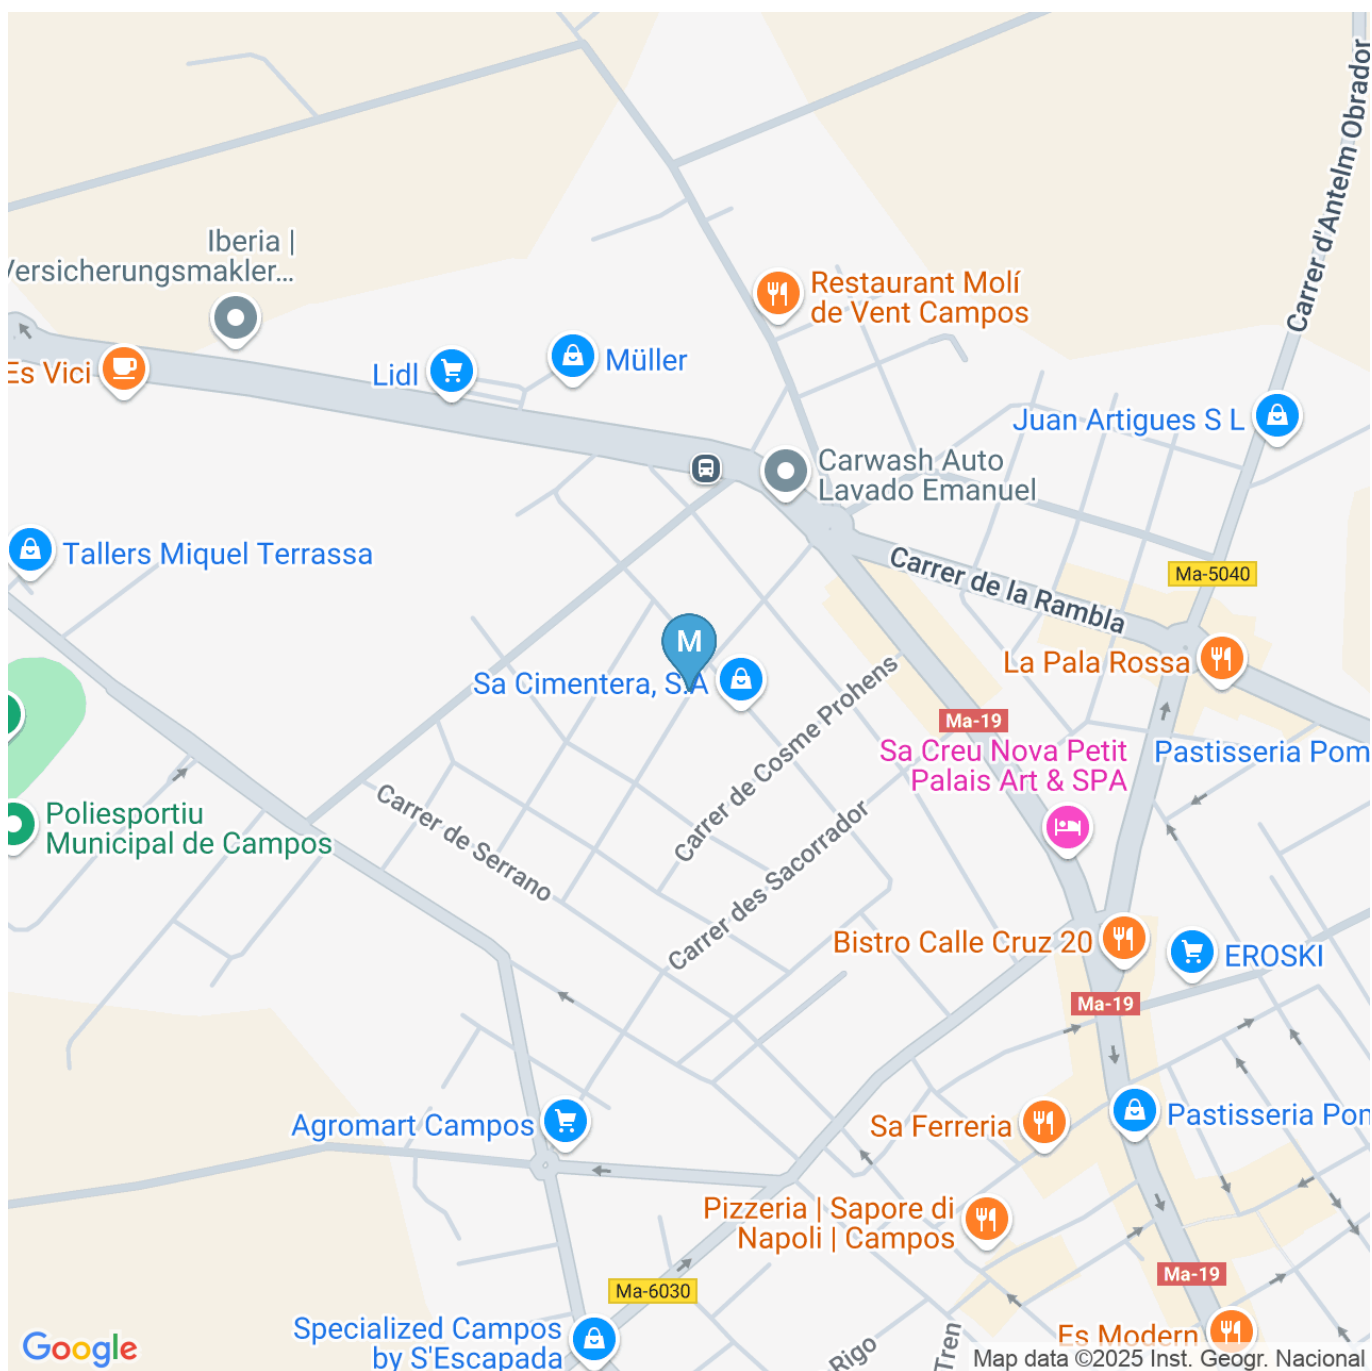 Carrer d'Antelm Obrador
Iberia |
Versicherungsmakler...
Restaurant Molí
de Vent Campos
Es Vici
Lidl
Müller
Juan Artigues S L
Carwash Auto
Lavado Emanuel
Tallers Miquel Terrassa
Carrer de la Rambla
Ma-5040
M
La Pala Rossa
Sa Cimentera, S.A
Carrer de Cosme Prohens
Ma-19
Sa Creu Nova Petit
Palais Art & SPA
Pastisseria Pom
Poliesportiu
Municipal de Campos
Carrer de Serrano
Carrer des Sacorrador
Bistro Calle Cruz 20
EROSKI
Ma-19
Agromart Campos
Sa Ferreria
Pastisseria Pom
Pizzeria | Sapore di
Napoli | Campos
Ma-19
Ma-6030
Specialized Campos
by S'Escapada
Rigo
Tren
Es Modern
Google
Map data ©2025 Inst. Geogr. Nacional